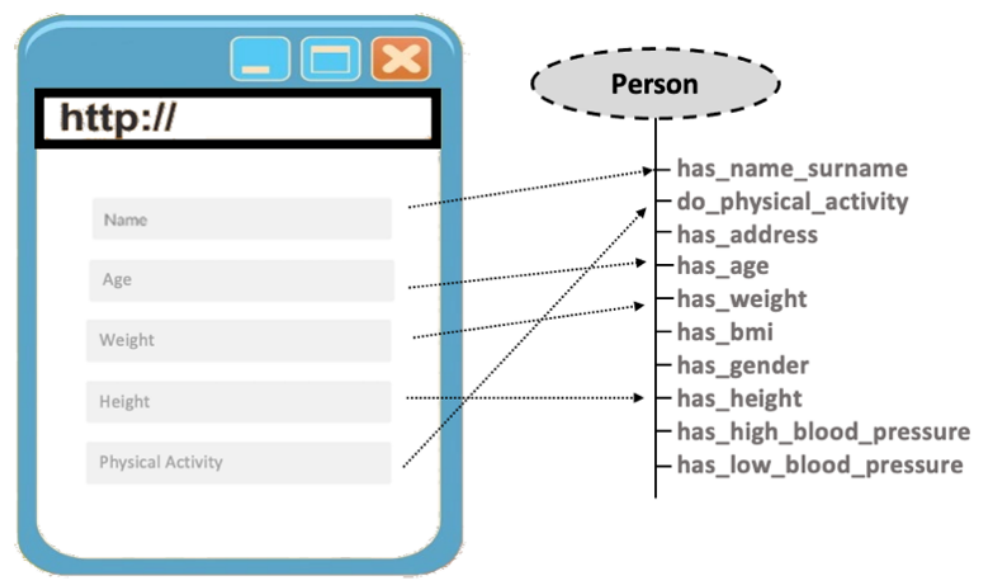 http://
Name
Age
Weight
Height
Physical Activity
Person
has_name_surname
do_physical_activity
has_address
has_age
has_weight
has_bmi
has_gender
has_height
has_high_blood_pressure
has_low_blood_pressure